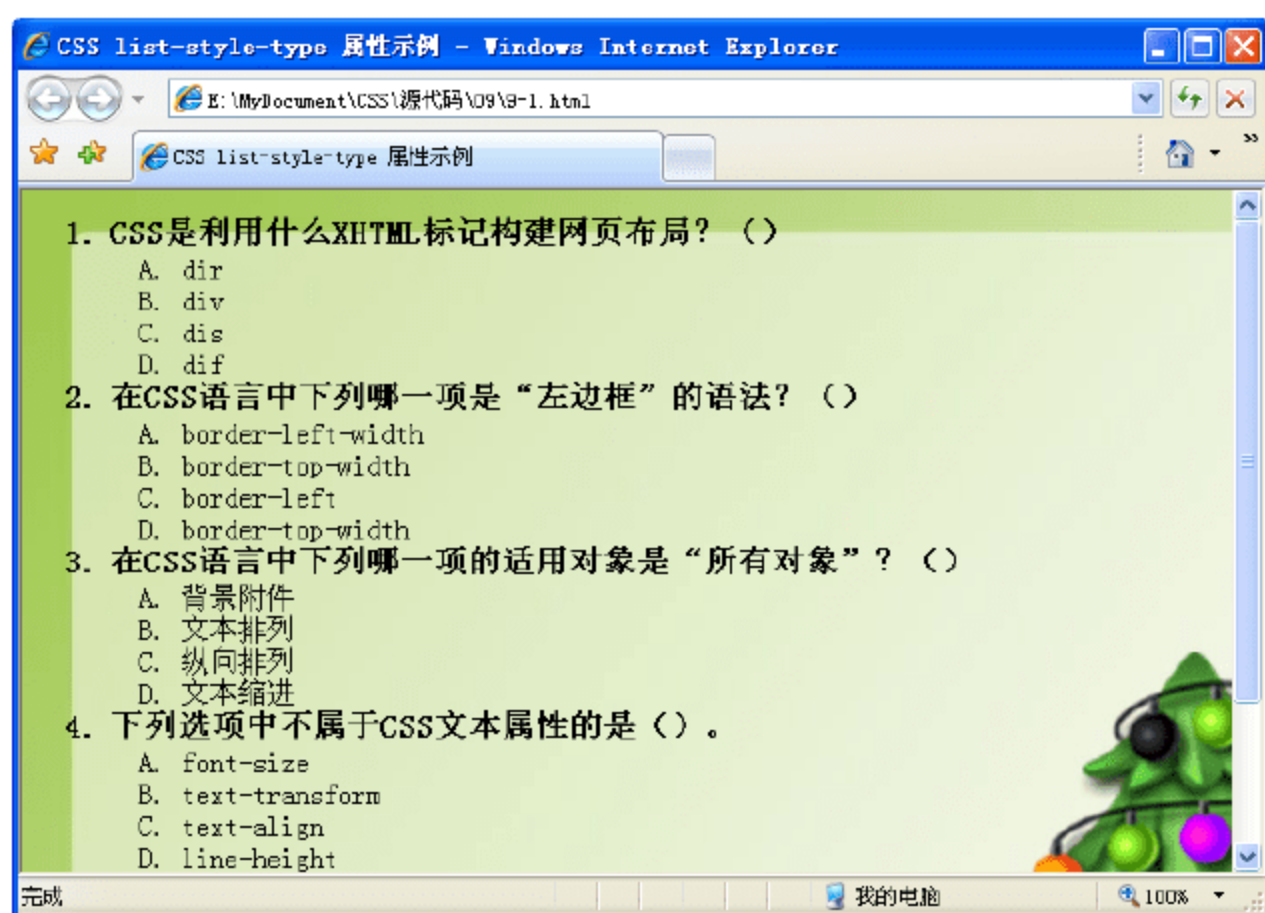 CSS list-style-type 属性示例 - Windows Internet Explorer
E:\MyDocument\CSS\源代码\09\9-1.html
CSS list-style-type 属性示例
1. CSS是利用什么XHTML标记构建网页布局？（）
A. dir
B. div
C. dis
D. dif
2. 在CSS语言中下列哪一项是“左边框”的语法？（）
A. border-left-width
B. border-top-width
C. border-left
D. border-top-width
3. 在CSS语言中下列哪一项的适用对象是“所有对象”？（）
A. 背景附件
B. 文本排列
C. 纵向排列
D. 文本缩进
4. 下列选项中不属于CSS文本属性的是（）。
A. font-size
B. text-transform
C. text-align
D. line-height
完成 我的电脑 100%